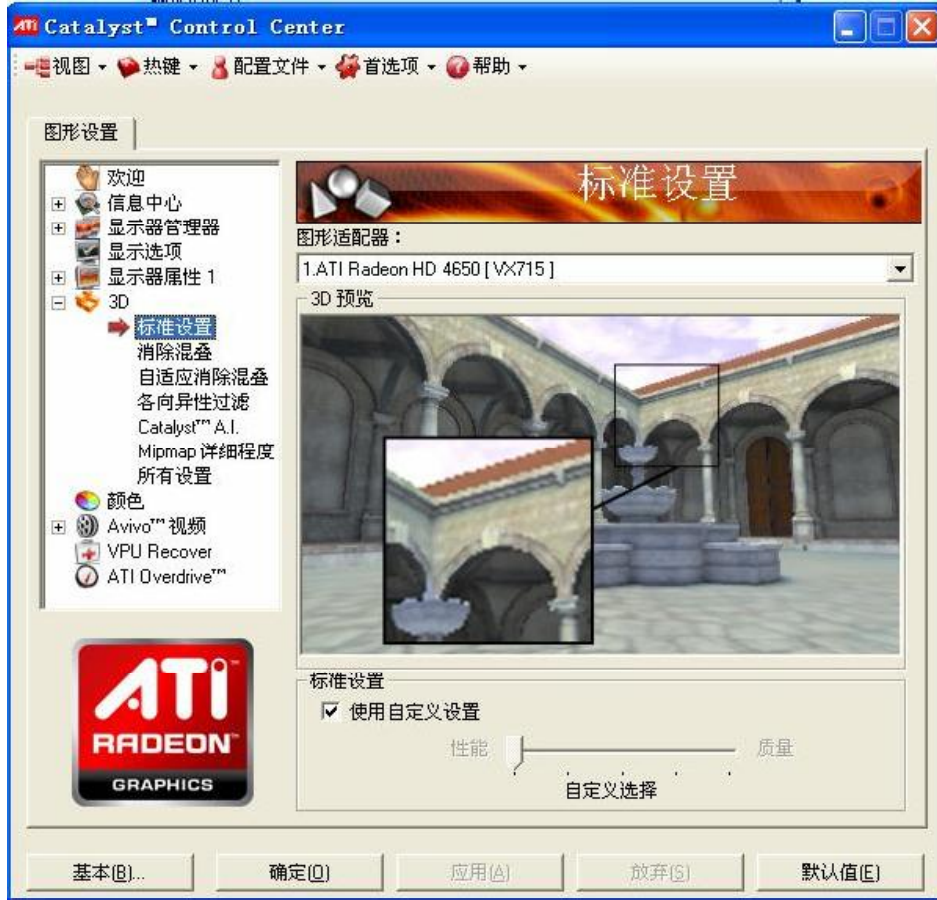 ATI Catalyst™ Control Center
视图 热键 配置文件 首选项 帮助
图形设置
欢迎
信息中心
显示器管理器
显示选项
显示器属性 1
3D
标准设置
消除混叠
自适应消除混叠
各向异性过滤
Catalyst™ A.I.
Mipmap 详细程度
所有设置
颜色
Avivo™ 视频
VPU Recover
ATI Overdrive™
ATI
RADEON
GRAPHICS
标准设置
图形适配器：
1.ATI Radeon HD 4650 [ VX715 ]
3D 预览
标准设置
使用自定义设置
性能 质量
自定义选择
基本(B)... 确定(O) 应用(A) 放弃(S) 默认值(E)